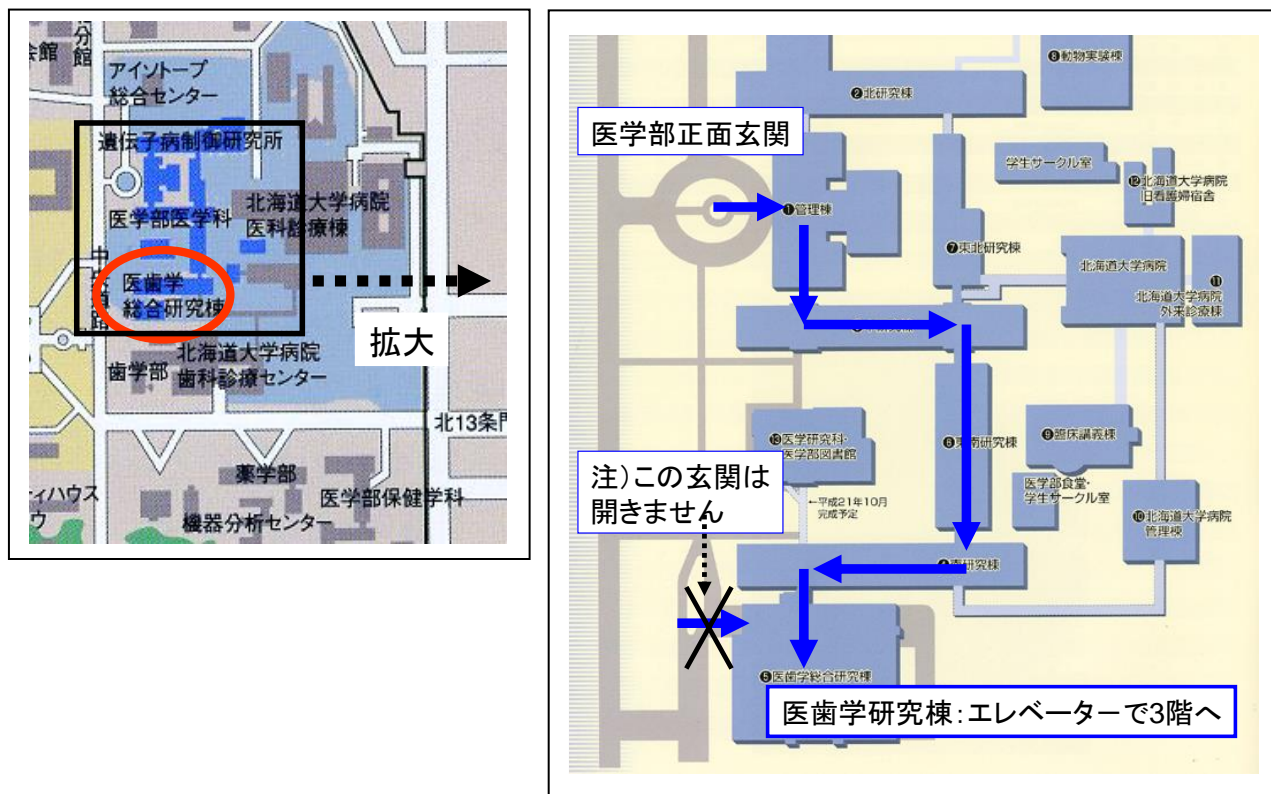 分館
会館
アイソトープ
総合センター
遺伝子病制御研究所
医学部医学科
北海道大学病院
医科診療棟
医歯学
総合研究棟
拡大
歯学部
北海道大学病院
歯科診療センター
北13条門
薬学部
医学部保健学科
機器分析センター
ティハウス
ウ
医学部正面玄関
❷北研究棟
❽動物実験棟
学生サークル室
⓬北海道大学病院
旧看護婦宿舎
❶管理棟
❼東北研究棟
北海道大学病院
⓫
北海道大学病院
外来診療棟
❻東南研究棟
❾臨床講義棟
⓭医学研究科・
医学部図書館
←平成21年10月
完成予定
医学部食堂・
学生サークル室
❿北海道大学病院
管理棟
注)この玄関は
開きません
❹南研究棟
❺医歯学総合研究棟
医歯学研究棟:エレベーターで3階へ